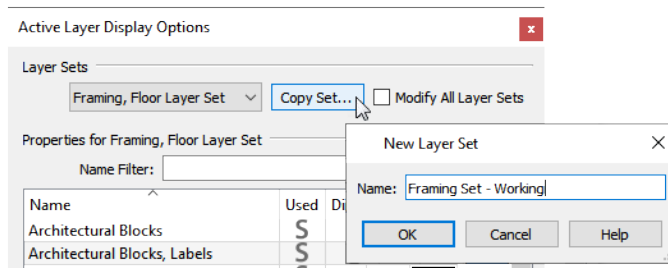 Active Layer Display Options
x
Layer Sets
Framing, Floor Layer Set
Copy Set...
Modify All Layer Sets
Properties for Framing, Floor Layer Set
New Layer Set
Name Filter:
Name: Framing Set - Working
Name Used Di
Architectural Blocks S
OK Cancel Help
Architectural Blocks, Labels S